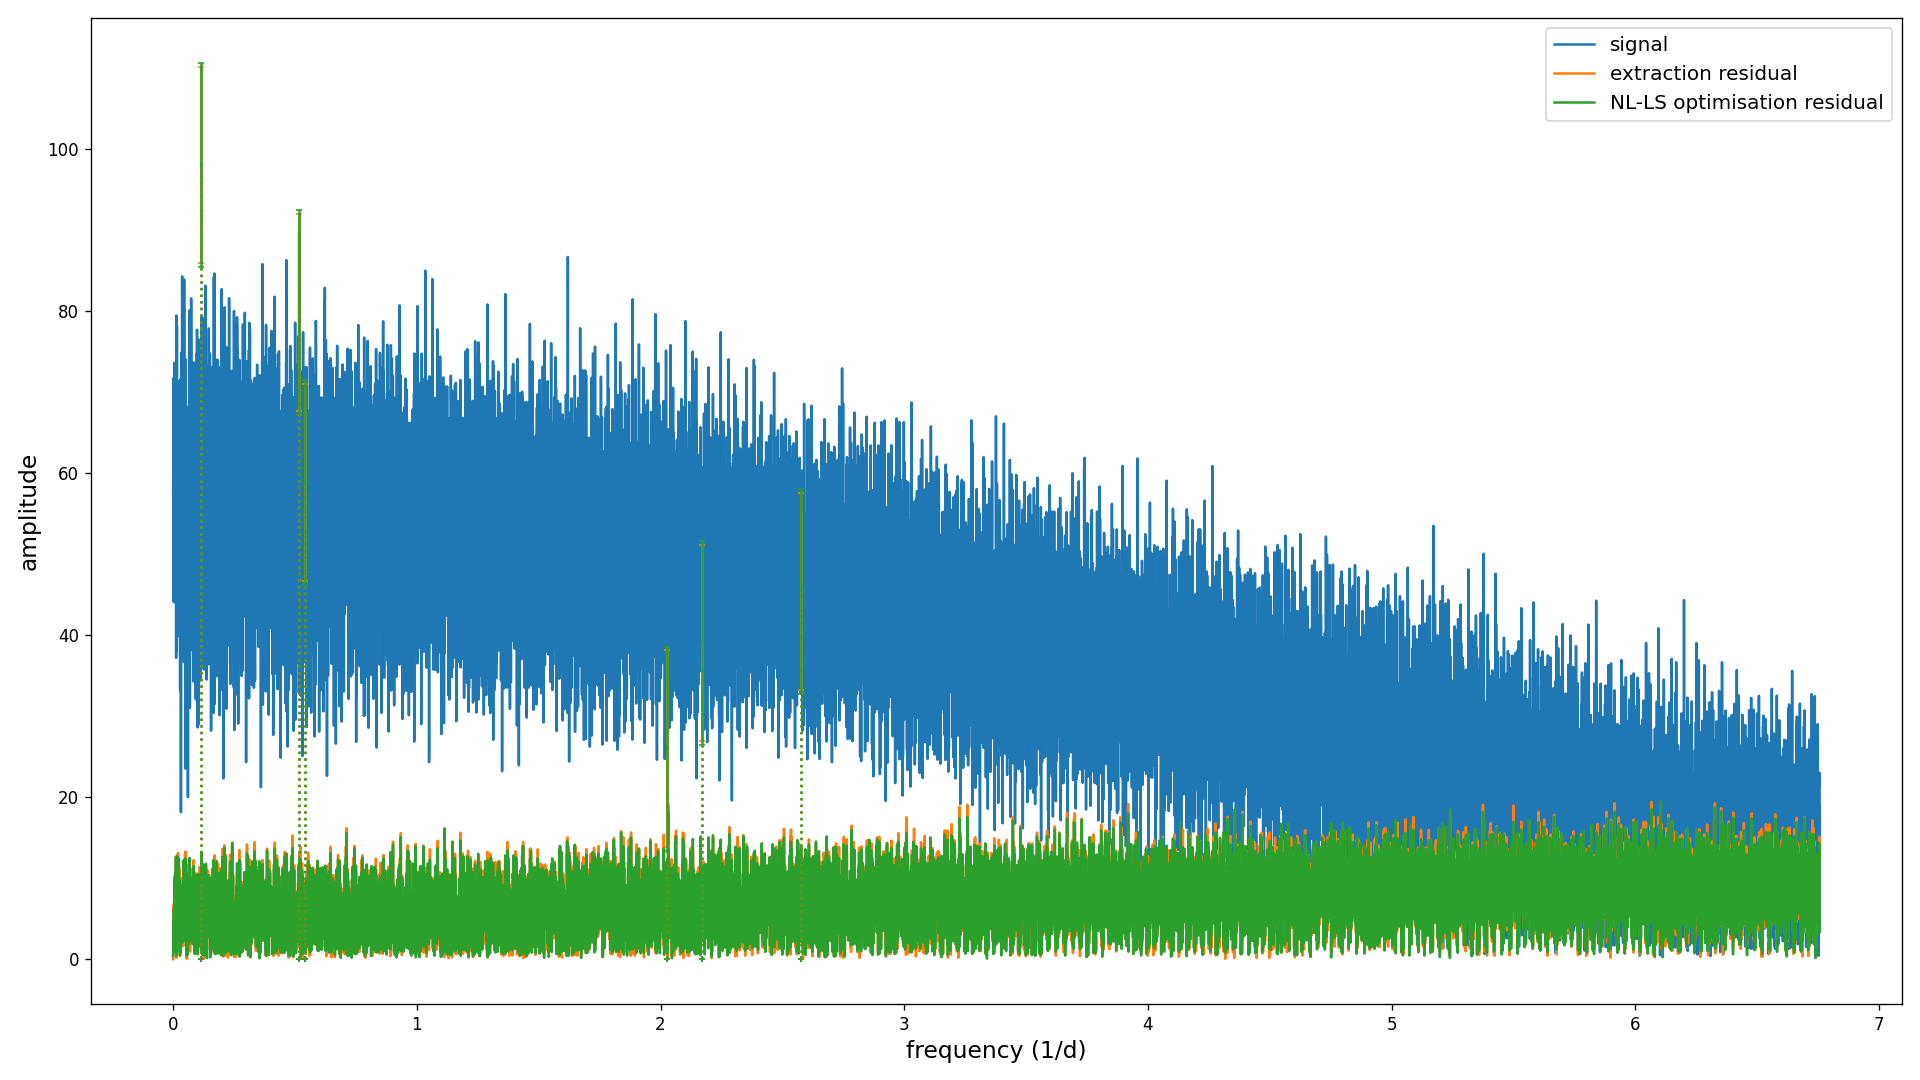 signal
extraction residual
NL-LS optimisation residual
amplitude
100
80
60
40
20
0
0 1 2 3 4 5 6 7
frequency (1/d)